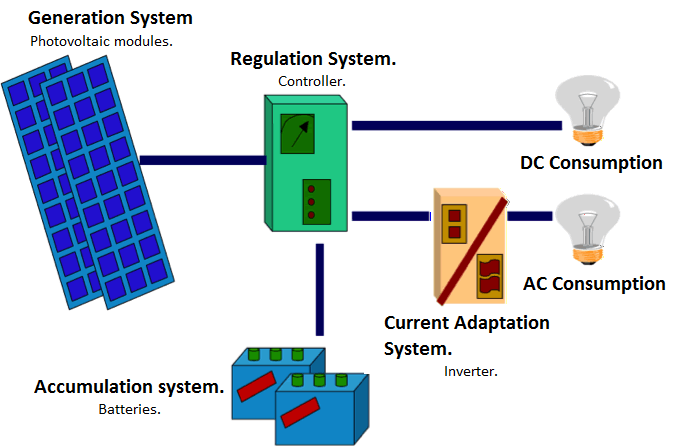 Generation System
Photovoltaic modules.
Regulation System.
Controller.
DC Consumption
AC Consumption
Current Adaptation
System.
Inverter.
Accumulation system.
Batteries.